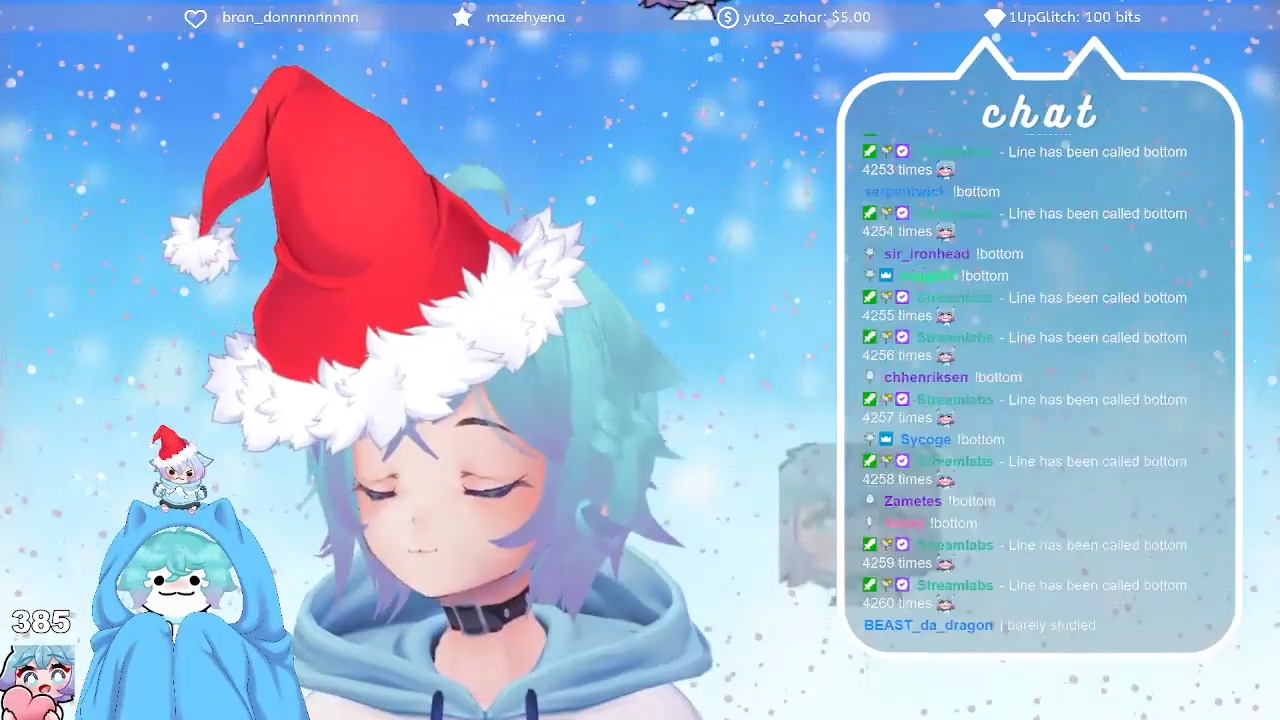 bran_donnnnnnnnn
mazehyena
yuto_zohar: $5.00
1UpGlitch: 100 bits
chat
- Line has been called bottom
4253 times
serpentvock !bottom
- Line has been called bottom
4254 times
sir_ironhead !bottom
!bottom
Streamlabs - Line has been called bottom
4255 times
Streamlabs - Line has been called bottom
4256 times
chhenriksen !bottom
Streamlabs - Line has been called bottom
4257 times
Sycoge !bottom
Streamlabs - Line has been called bottom
4258 times
Zametes !bottom
!bottom
Streamlabs - Line has been called bottom
4259 times
Streamlabs - Line has been called bottom
4260 times
BEAST_da_dragon I barely studied
385